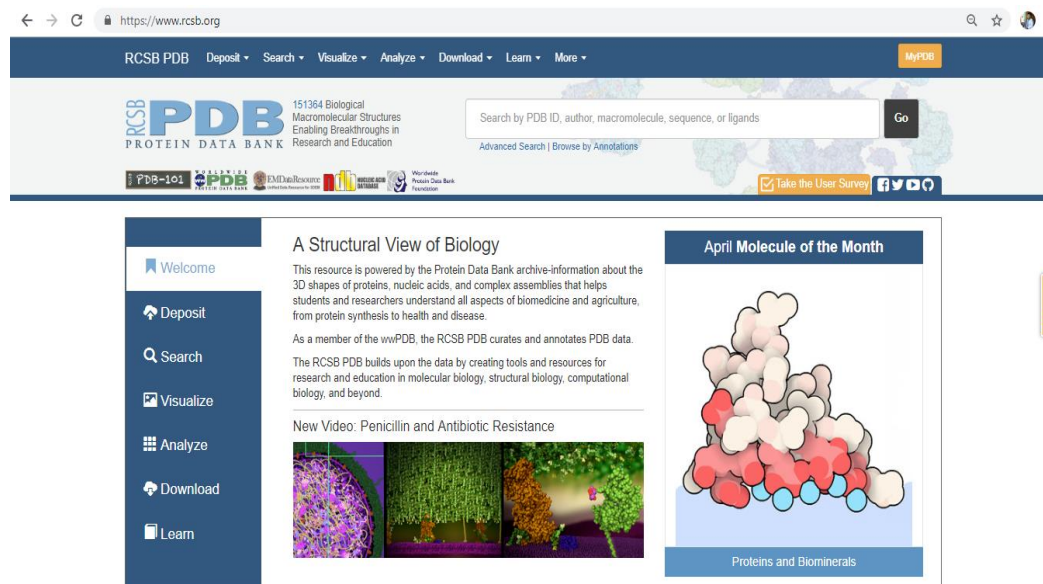 https://www.rcsb.org
RCSB PDB Deposit Search Visualize Analyze Download Learn More MyPDB
RCSB PDB
PROTEIN DATA BANK
151364 Biological
Macromolecular Structures
Enabling Breakthroughs in
Research and Education
Search by PDB ID, author, macromolecule, sequence, or ligands Go
Advanced Search | Browse by Annotations
PDB-101
WORLDWIDE
PDB
PROTEIN DATA BANK
EMDataResource
NUCLEIC ACID
DATABASE
Worldwide
Protein Data Bank
Foundation
Take the User Survey
Welcome
Deposit
Search
Visualize
Analyze
Download
Learn
A Structural View of Biology
This resource is powered by the Protein Data Bank archive-information about the
3D shapes of proteins, nucleic acids, and complex assemblies that helps
students and researchers understand all aspects of biomedicine and agriculture,
from protein synthesis to health and disease.
As a member of the wwPDB, the RCSB PDB curates and annotates PDB data.
The RCSB PDB builds upon the data by creating tools and resources for
research and education in molecular biology, structural biology, computational
biology, and beyond.
New Video: Penicillin and Antibiotic Resistance
April Molecule of the Month
Proteins and Biominerals